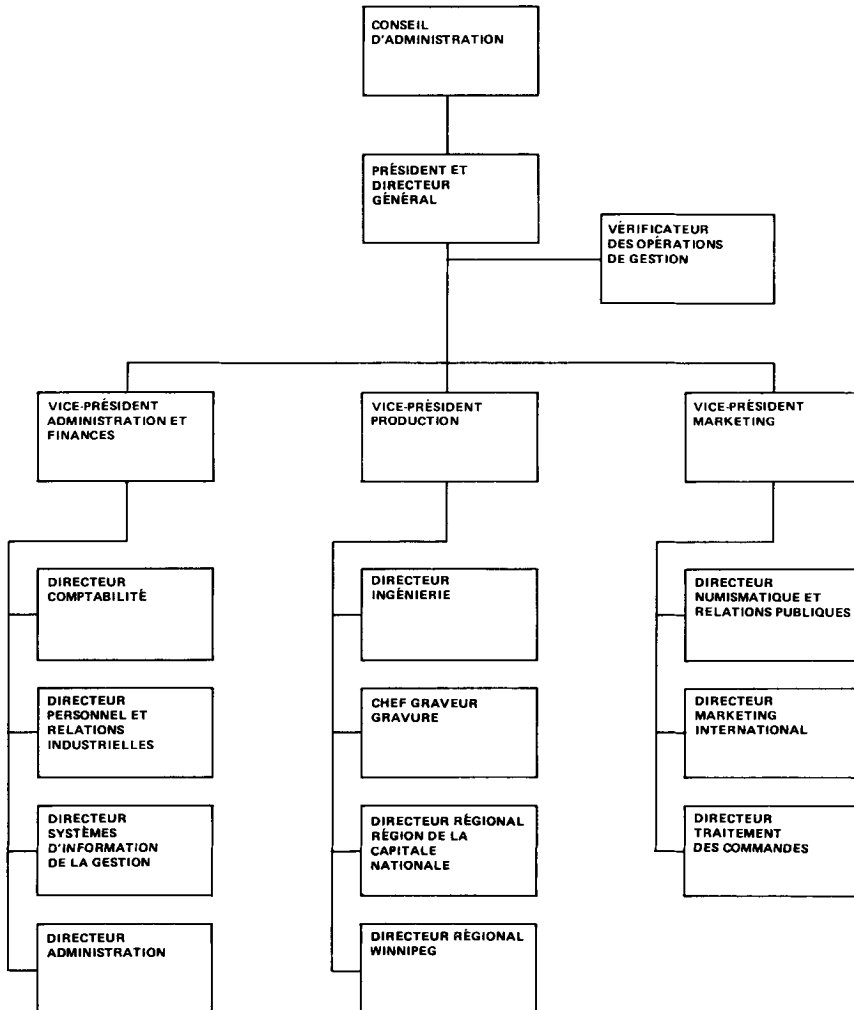 CONSEIL
D'ADMINISTRATION
PRÉSIDENT ET
DIRECTEUR
GÉNÉRAL
VÉRIFICATEUR
DES OPÉRATIONS
DE GESTION
VICE-PRÉSIDENT
ADMINISTRATION ET
FINANCES
VICE-PRÉSIDENT
PRODUCTION
VICE-PRÉSIDENT
MARKETING
DIRECTEUR
COMPTABILITÉ
DIRECTEUR
INGÉNIERIE
DIRECTEUR
NUMISMATIQUE ET
RELATIONS PUBLIQUES
DIRECTEUR
PERSONNEL ET
RELATIONS
INDUSTRIELLES
CHEF GRAVEUR
GRAVURE
DIRECTEUR
MARKETING
INTERNATIONAL
DIRECTEUR
SYSTÈMES
D'INFORMATION
DE LA GESTION
DIRECTEUR RÉGIONAL
RÉGION DE LA
CAPITALE
NATIONALE
DIRECTEUR
TRAITEMENT
DES COMMANDES
DIRECTEUR
ADMINISTRATION
DIRECTEUR RÉGIONAL
WINNIPEG